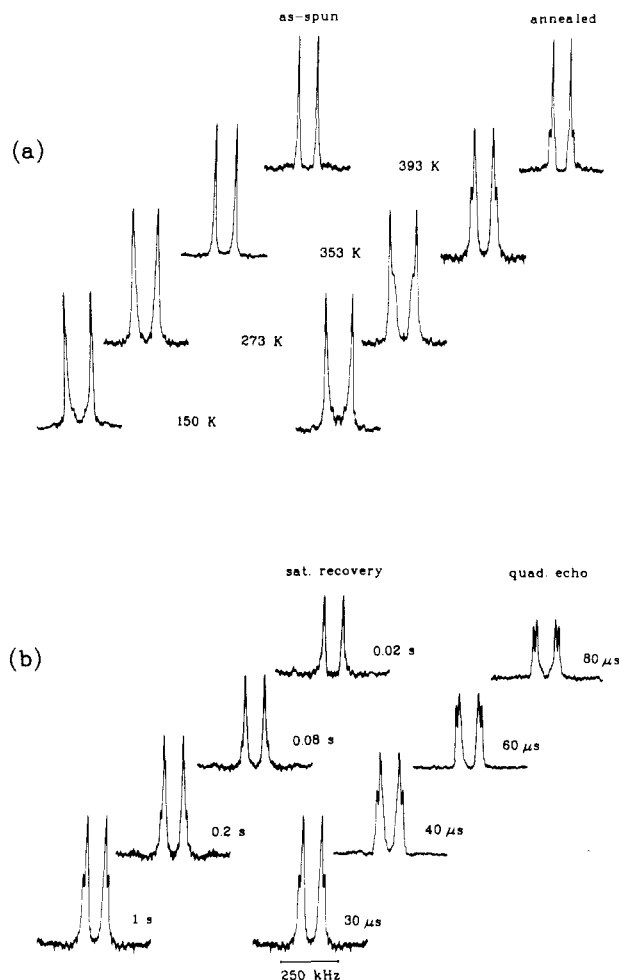 as-spun annealed
(a)
393 K
353 K
273 K
150 K
sat. recovery quad. echo
(b)
0.02 s 80 μs
0.08 s 60 μs
0.2 s 40 μs
1 s 30 μs
250 kHz